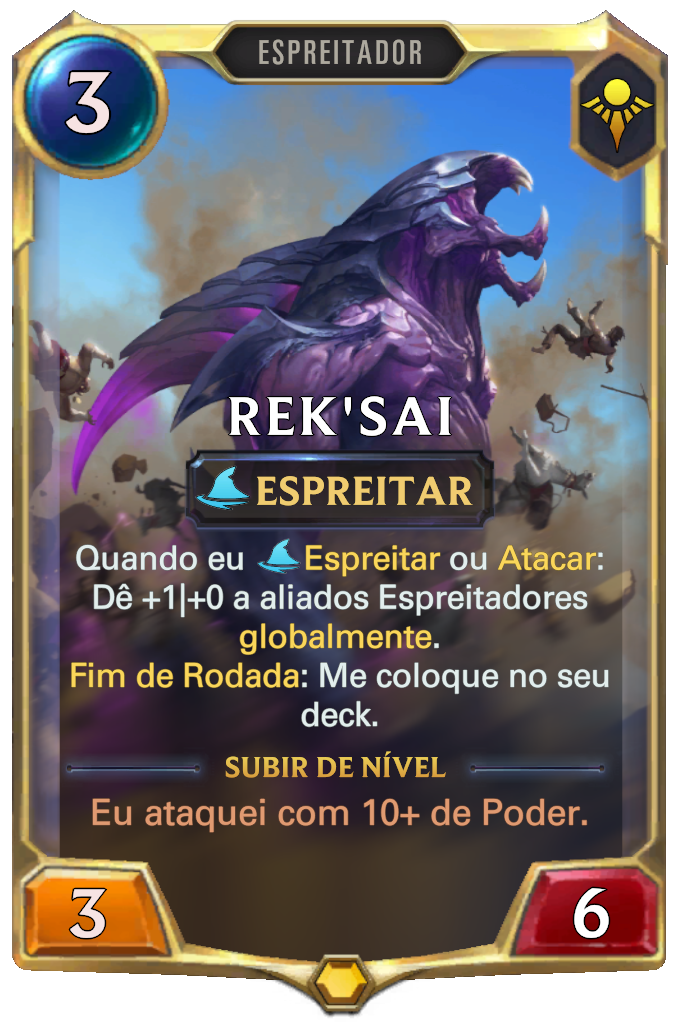 ESPREITADOR
3
REK'SAI
ESPREITAR
Quando eu Espreitar ou Atacar:
Dê +1|+0 a aliados Espreitadores
globalmente.
Fim de Rodada: Me coloque no seu
deck.
SUBIR DE NÍVEL
Eu ataquei com 10+ de Poder.
3
6